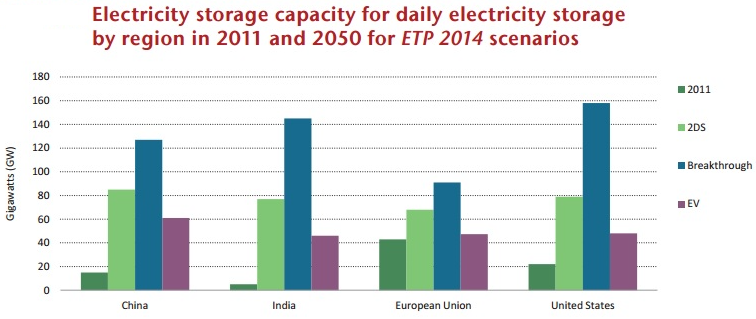 Electricity storage capacity for daily electricity storage
by region in 2011 and 2050 for ETP 2014 scenarios
Gigawatts (GW)
180
160
140
120
100
80
60
40
20
0
China
India
European Union
United States
2011
2DS
Breakthrough
EV